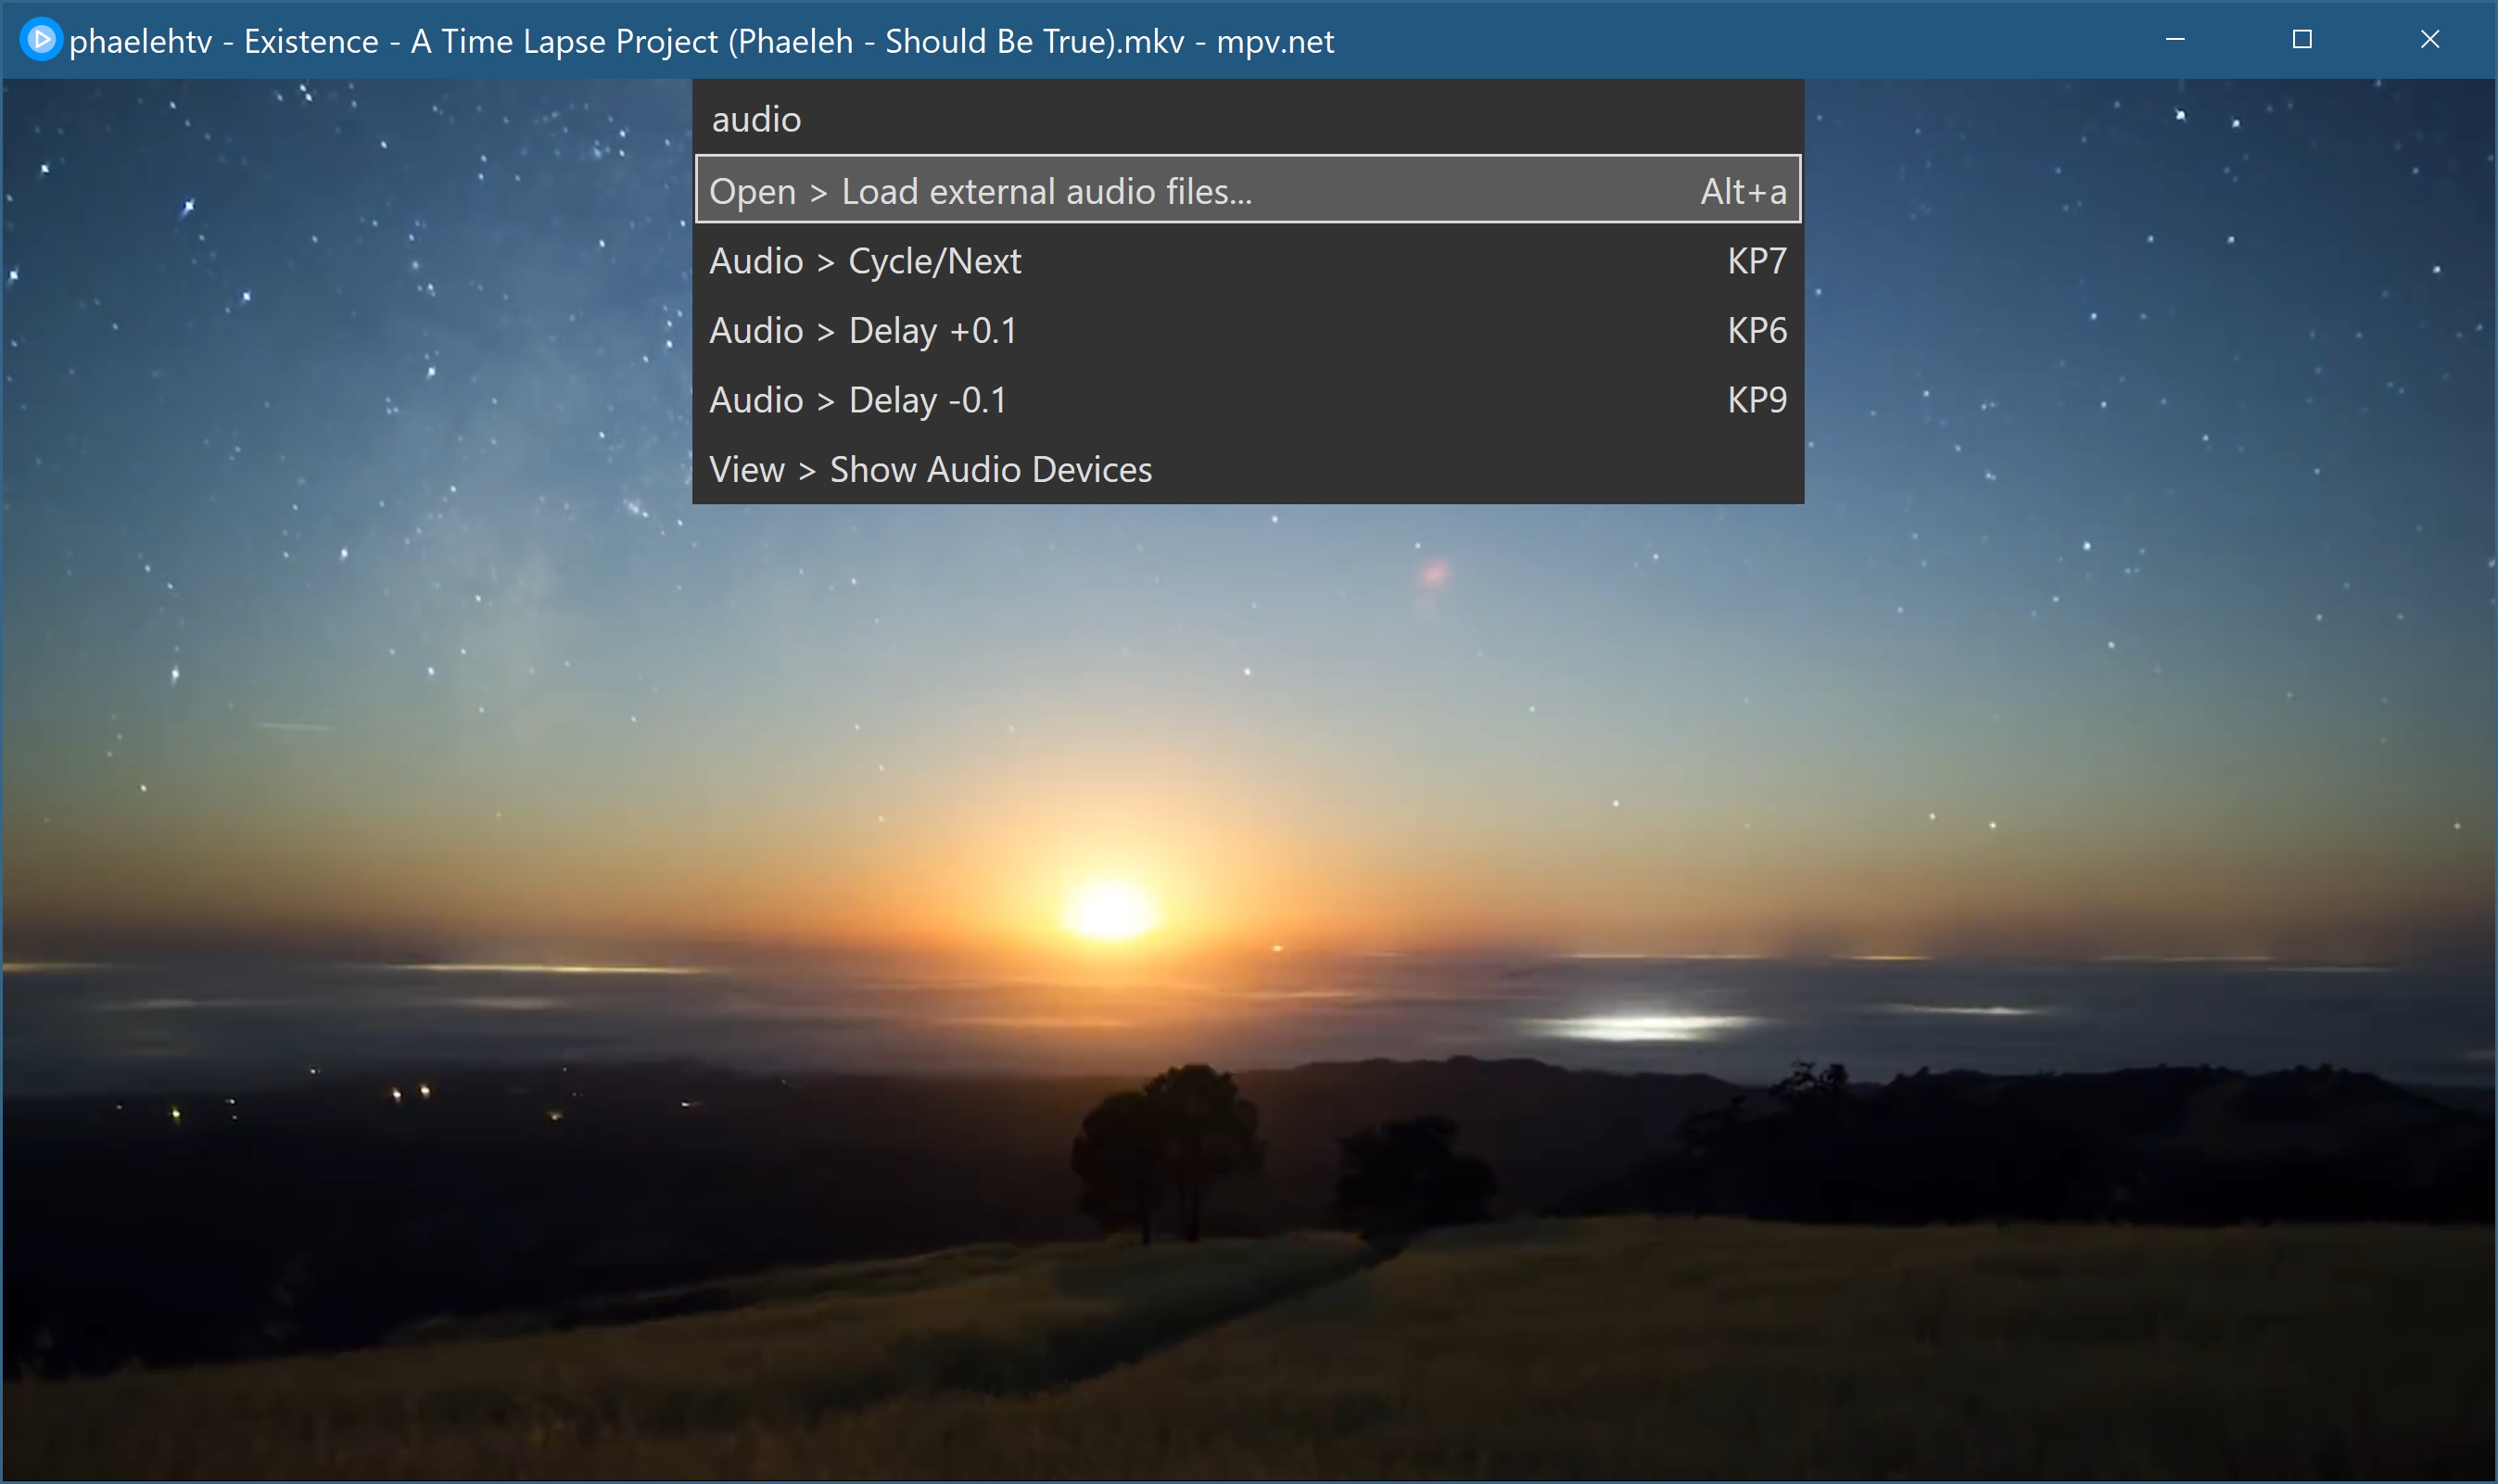 phaelehtv - Existence - A Time Lapse Project (Phaeleh - Should Be True).mkv - mpv.net
audio
Open > Load external audio files... Alt+a
Audio > Cycle/Next KP7
Audio > Delay +0.1 KP6
Audio > Delay -0.1 KP9
View > Show Audio Devices